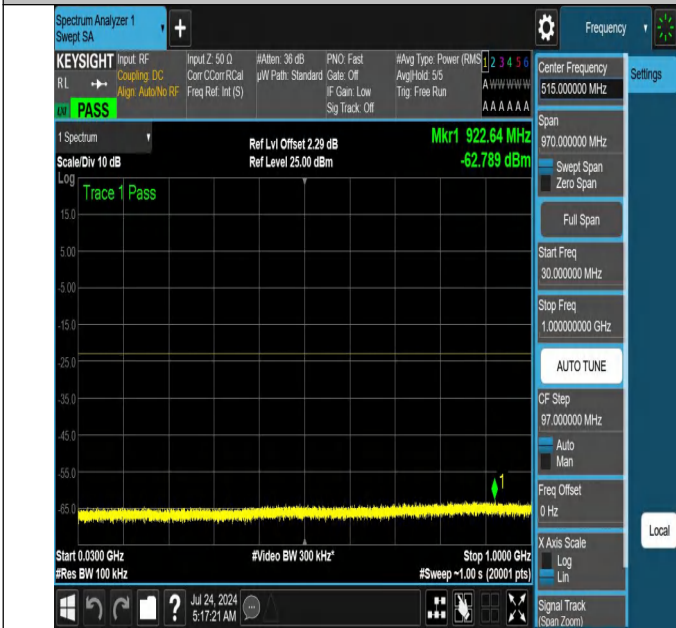 Spectrum Analyzer 1
Swept SA
+
Frequency
KEYSIGHT
RL
Input: RF
Coupling: DC
Align: Auto/No RF
Input Z: 50 Ω
Corr CCorr RCal
Freq Ref: Int (S)
#Atten: 36 dB
µW Path: Standard
PNO: Fast
Gate: Off
IF Gain: Low
Sig Track: Off
#Avg Type: Power (RMS
Avg|Hold: 5/5
Trig: Free Run
1 2 3 4 5 6
A W W W W W
A A A A A A
PASS
1 Spectrum
Scale/Div 10 dB
Ref Lvl Offset 2.29 dB
Ref Level 25.00 dBm
Mkr1 922.64 MHz
-62.789 dBm
Log
Trace 1 Pass
15.0
5.00
-5.00
-15.0
-25.0
-35.0
-45.0
-55.0
-65.0
1
Start 0.0300 GHz
#Res BW 100 kHz
#Video BW 300 kHz*
Stop 1.0000 GHz
#Sweep ~1.00 s (20001 pts)
Jul 24, 2024
5:17:21 AM
?
Center Frequency
515.000000 MHz
Span
970.000000 MHz
Swept Span
Zero Span
Full Span
Start Freq
30.000000 MHz
Stop Freq
1.000000000 GHz
AUTO TUNE
CF Step
97.000000 MHz
Auto
Man
Freq Offset
0 Hz
X Axis Scale
Log
Lin
Signal Track
(Span Zoom)
Settings
Local